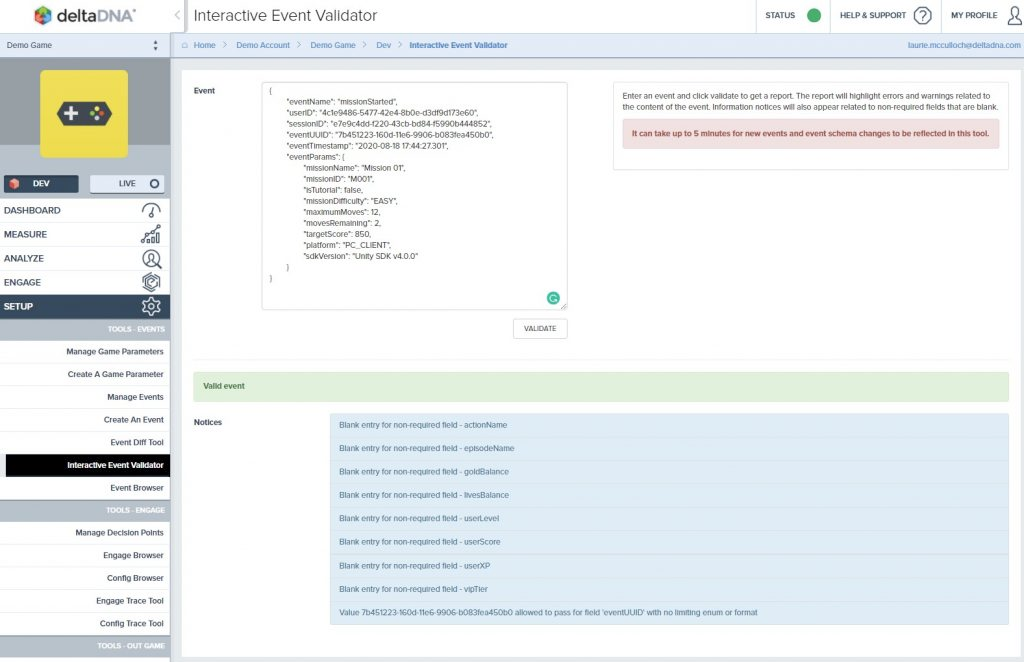 deltaDNA
Interactive Event Validator
STATUS
HELP & SUPPORT
MY PROFILE
Demo Game
Home > Demo Account > Demo Game > Dev > Interactive Event Validator
laurie.mcculloch@deltadna.com
DEV
LIVE
DASHBOARD
MEASURE
ANALYZE
ENGAGE
SETUP
TOOLS - EVENTS
Manage Game Parameters
Create A Game Parameter
Manage Events
Create An Event
Event Diff Tool
Interactive Event Validator
Event Browser
TOOLS - ENGAGE
Manage Decision Points
Engage Browser
Config Browser
Engage Trace Tool
Config Trace Tool
TOOLS - OUT GAME
Event
{
"eventName": "missionStarted",
"userID": "4c1e9486-5477-42e4-8b0e-d3df9d173e60",
"sessionID": "e7e9c4dd-f220-43cb-bd84-f5990b444852",
"eventUUID": "7b451223-160d-11e6-9906-b083fea450b0",
"eventTimestamp": "2020-08-18 17:44:27.301",
"eventParams": {
"missionName": "Mission 01",
"missionID": "M001",
"isTutorial": false,
"missionDifficulty": "EASY",
"maximumMoves": 12,
"movesRemaining": 2,
"targetScore": 850,
"platform": "PC_CLIENT",
"sdkVersion": "Unity SDK v4.0.0"
}
}
VALIDATE
Enter an event and click validate to get a report. The report will highlight errors and warnings related to
the content of the event. Information notices will also appear related to non-required fields that are blank.
It can take up to 5 minutes for new events and event schema changes to be reflected in this tool.
Valid event
Notices
Blank entry for non-required field - actionName
Blank entry for non-required field - episodeName
Blank entry for non-required field - goldBalance
Blank entry for non-required field - livesBalance
Blank entry for non-required field - userLevel
Blank entry for non-required field - userScore
Blank entry for non-required field - userXP
Blank entry for non-required field - vipTier
Value 7b451223-160d-11e6-9906-b083fea450b0 allowed to pass for field 'eventUUID' with no limiting enum or format